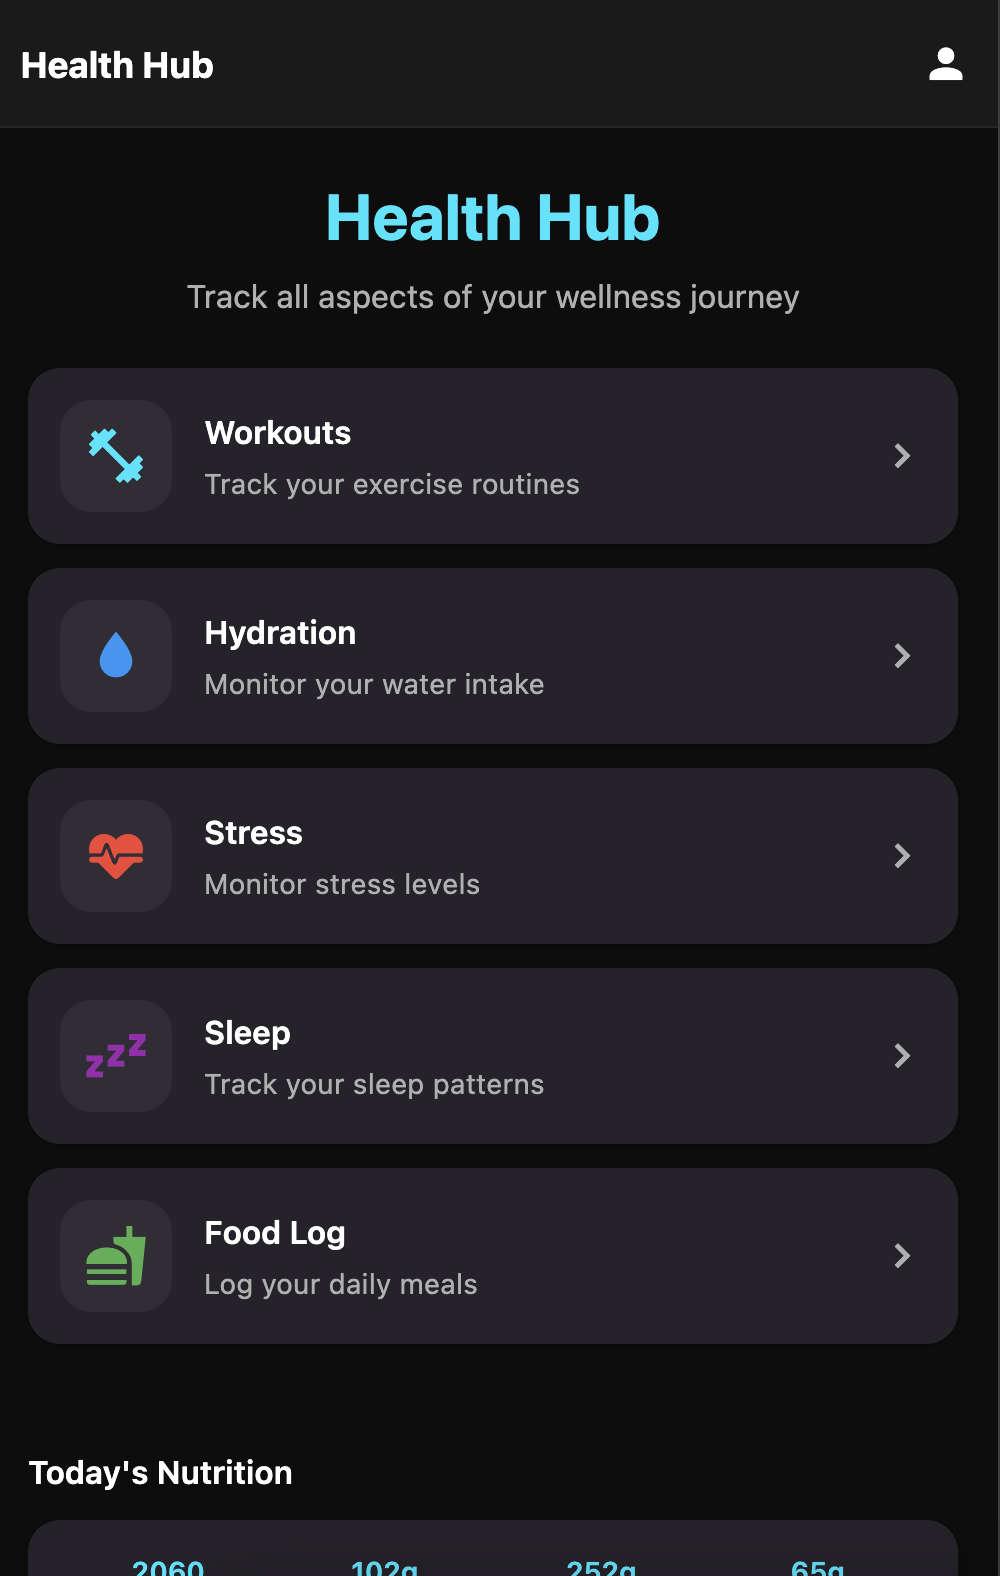 Health Hub
Health Hub
Track all aspects of your wellness journey
Workouts
Track your exercise routines
Hydration
Monitor your water intake
Stress
Monitor stress levels
zzz
Sleep
Track your sleep patterns
Food Log
Log your daily meals
Today's Nutrition
2060 102g 252g 65g